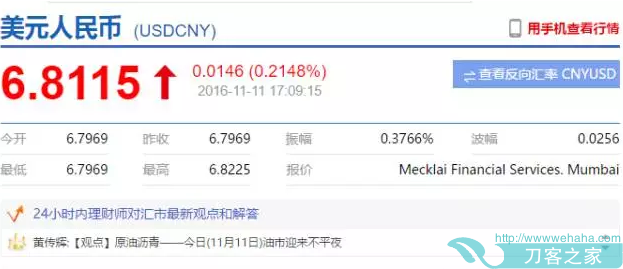 美元人民币 (USDCNY) 用手机查看行情
6.8115 0.0146 (0.2148%) 查看反向汇率 CNYUSD
2016-11-11 17:09:15
今开 6.7969 昨收 6.7969 振幅 0.3766% 波幅 0.0256
最低 6.7969 最高 6.8225 报价 Mecklai Financial Services. Mumbai
24小时内理财师对汇市最新观点和解答
黄传辉:【观点】原油沥青——今日(11月11日)油市迎来不平夜
http://www.wehaha.com
刀客之家